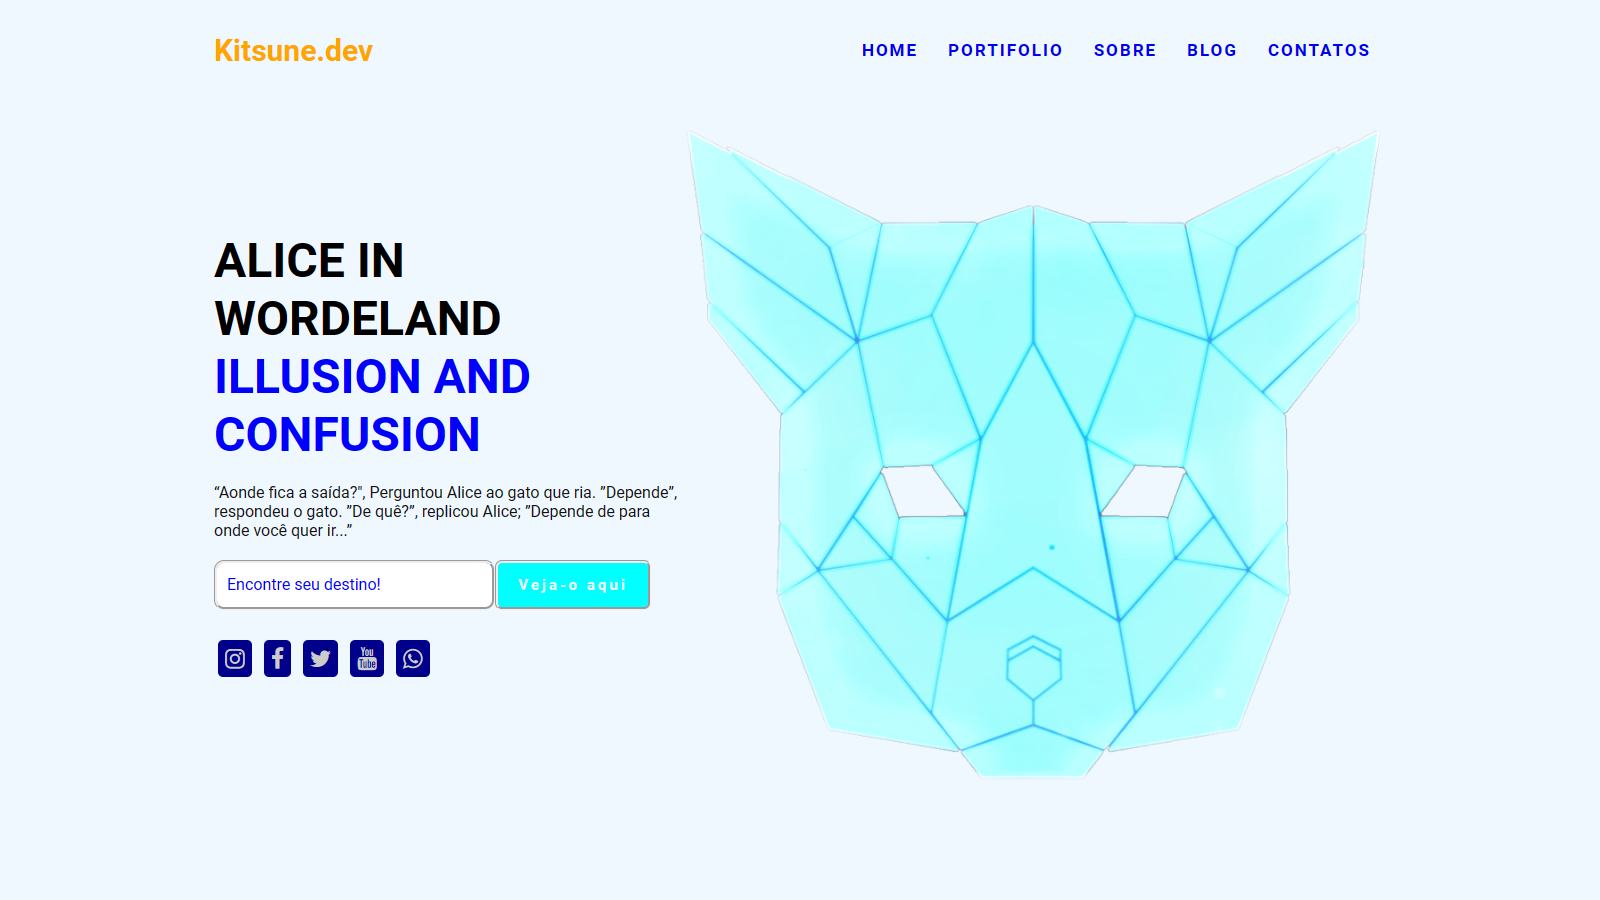 Kitsune.dev
HOME PORTIFOLIO SOBRE BLOG CONTATOS
ALICE IN
WORDELAND
ILLUSION AND
CONFUSION
“Aonde fica a saída?", Perguntou Alice ao gato que ria. ”Depende”,
respondeu o gato. ”De quê?”, replicou Alice; ”Depende de para
onde você quer ir...”
Encontre seu destino!
Veja-o aqui
You
Tube